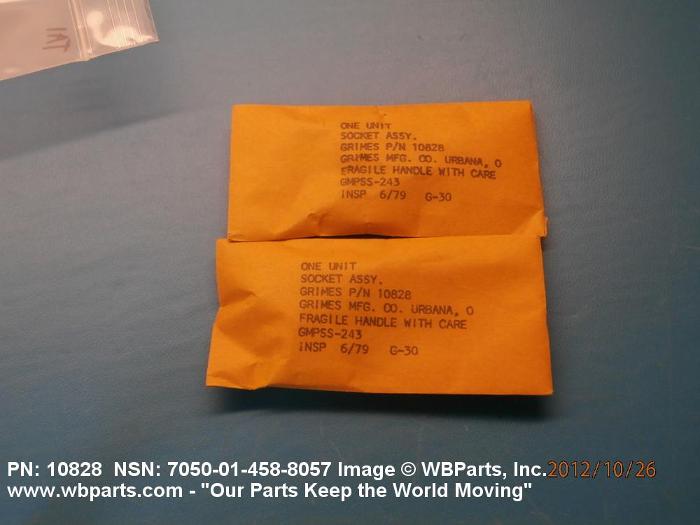 IAT
ONE UNIT
SOCKET ASSY.
GRIMES P/N 10828
GRIMES MFG. CO. URBANA, O
FRAGILE HANDLE WITH CARE
GMPSS-243
INSP 6/79 G-30
ONE UNIT
SOCKET ASSY.
GRIMES P/N 10828
GRIMES MFG. CO. URBANA, O
FRAGILE HANDLE WITH CARE
GMPSS-243
INSP 6/79 G-30
PN: 10828 NSN: 7050-01-458-8057 Image © WBParts, Inc. 2012/10/26
www.wbparts.com - "Our Parts Keep the World Moving"